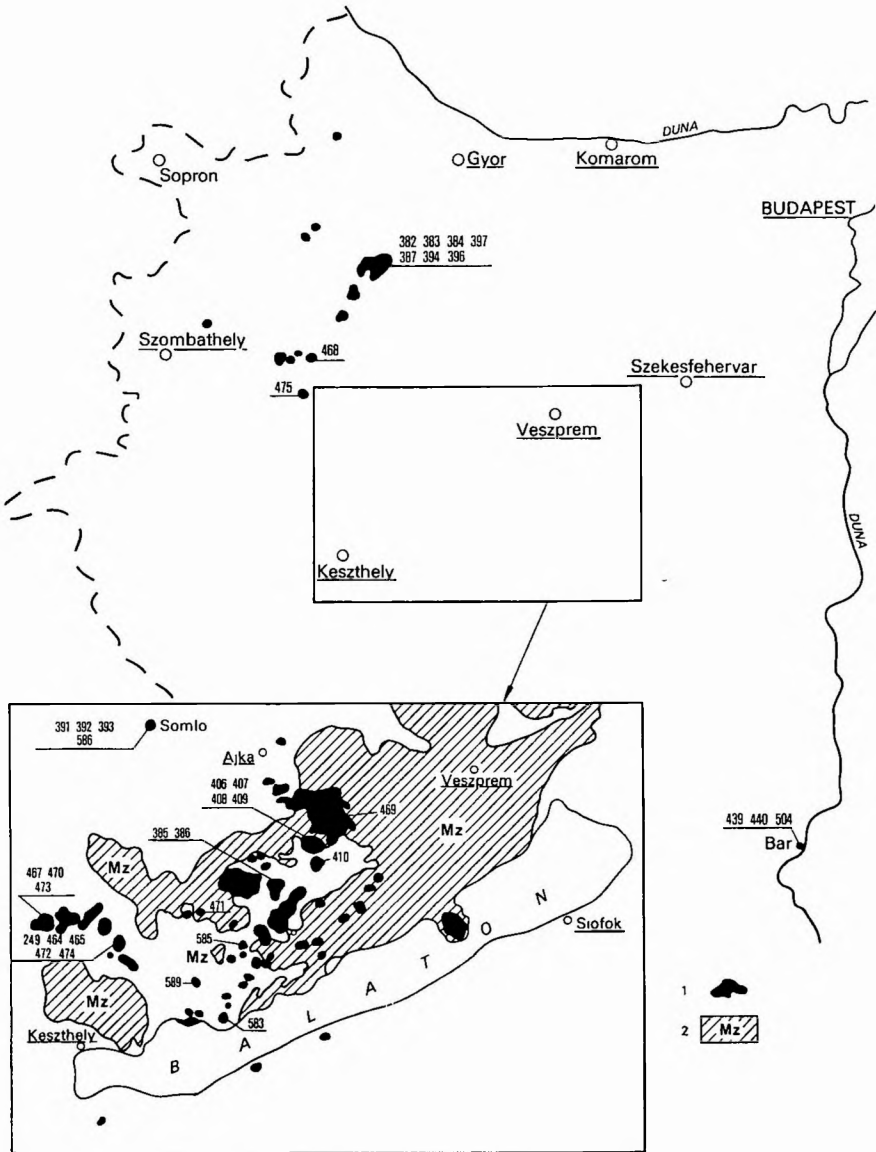 DUNA
Sopron
Gyor
Komarom
BUDAPEST
382 383 384 397
387 394 396
Szombathely
468
475
Szekesfehervar
Veszprem
Keszthely
DUNA
391 392 393
586
Somlo
Ajka
Veszprem
406 407
408 409
469
Mz
385 386
410
439 440 504
Bar
Mz
467 470
473
471
249 464 465
472 474
585
Mz
Siofok
589
Mz
583
Keszthely
BALATON
1
2 Mz